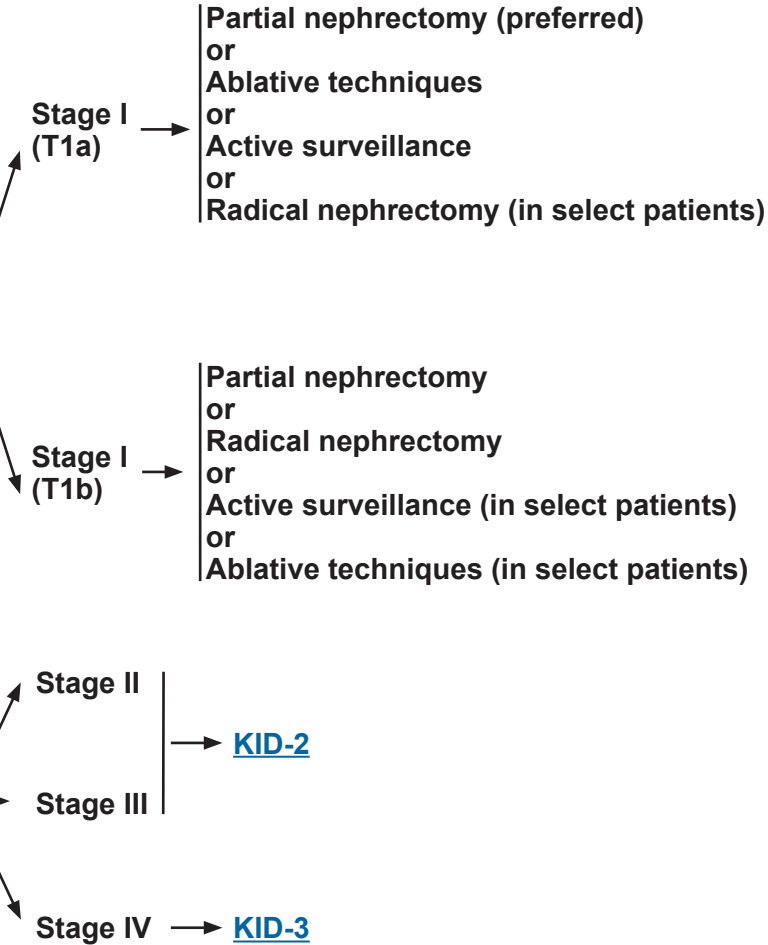 Stage I
(T1a)
Partial nephrectomy (preferred)
or
Ablative techniques
or
Active surveillance
or
Radical nephrectomy (in select patients)
Stage I
(T1b)
Partial nephrectomy
or
Radical nephrectomy
or
Active surveillance (in select patients)
or
Ablative techniques (in select patients)
Stage II
Stage III
KID-2
Stage IV
KID-3